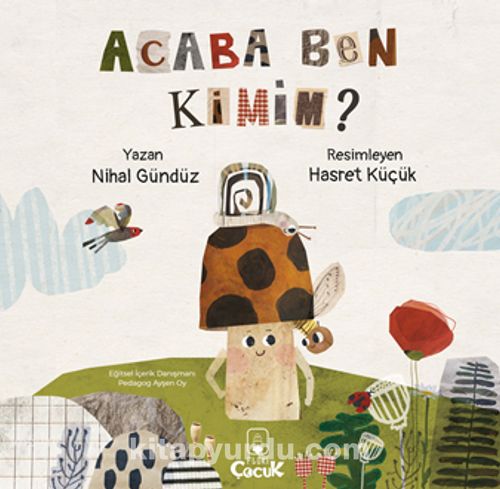 ACABA BEN
KiMiM?
Yazan
Nihal Gündüz
Resimleyen
Hasret Küçük
Eğitsel İçerik Danışmanı
Pedagog Ayşen Oy
kitapyurdu.com
Çocuk